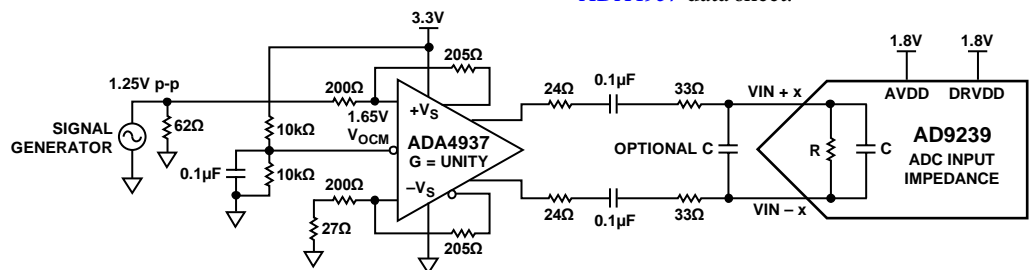 ADA4937 data sheet.
3.3V
205Ω
1.8V 1.8V
1.25V p-p
200Ω
0.1µF
24Ω
33Ω
VIN + x
AVDD DRVDD
1.65V
+VS
SIGNAL
GENERATOR
62Ω
10kΩ
VOCM
ADA4937
G = UNITY
OPTIONAL C
R
C
AD9239
ADC INPUT
IMPEDANCE
0.1µF
10kΩ
200Ω
–VS
27Ω
205Ω
24Ω
0.1µF
33Ω
VIN – x